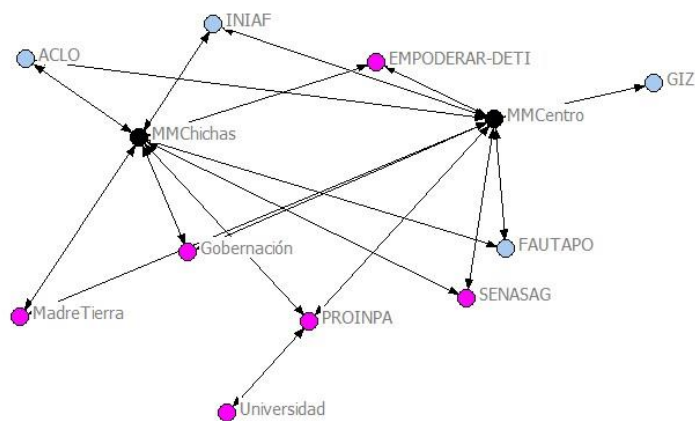 INIAF
ACLO
EMPODERAR-DETI
GIZ
MMCentro
MMChichas
Gobernación
FAUTAPO
SENASAG
MadreTierra
PROINPA
Universidad